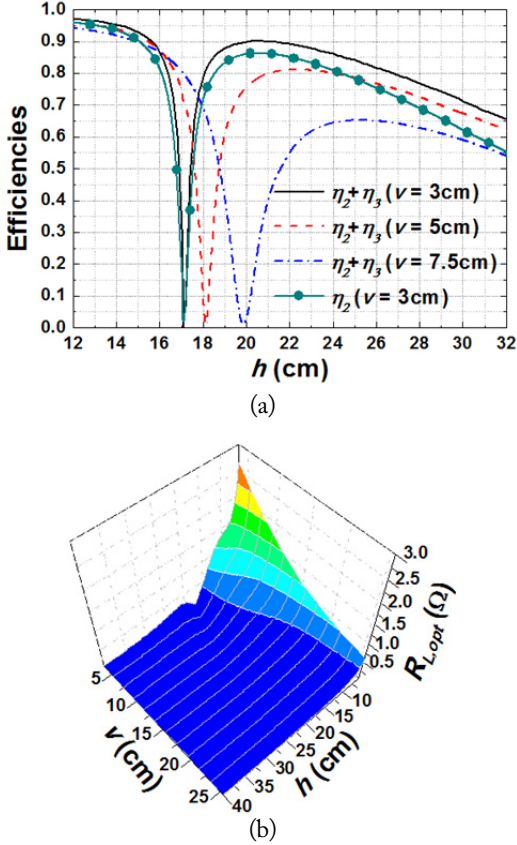 1.0
0.9
0.8
0.7
0.6
0.5
0.4
0.3
0.2
0.1
0.0
Efficiencies
η2+ η3 (v = 3cm)
η2+ η3 (v = 5cm)
η2+ η3 (v = 7.5cm)
η2 (v = 3cm)
12 14 16 18 20 22 24 26 28 30 32
h (cm)
(a)
3.0
2.5
2.0
1.5
1.0
0.5
RLopt (Ω)
5
10
15
20
25
v (cm)
10
15
20
25
30
35
40
h (cm)
(b)